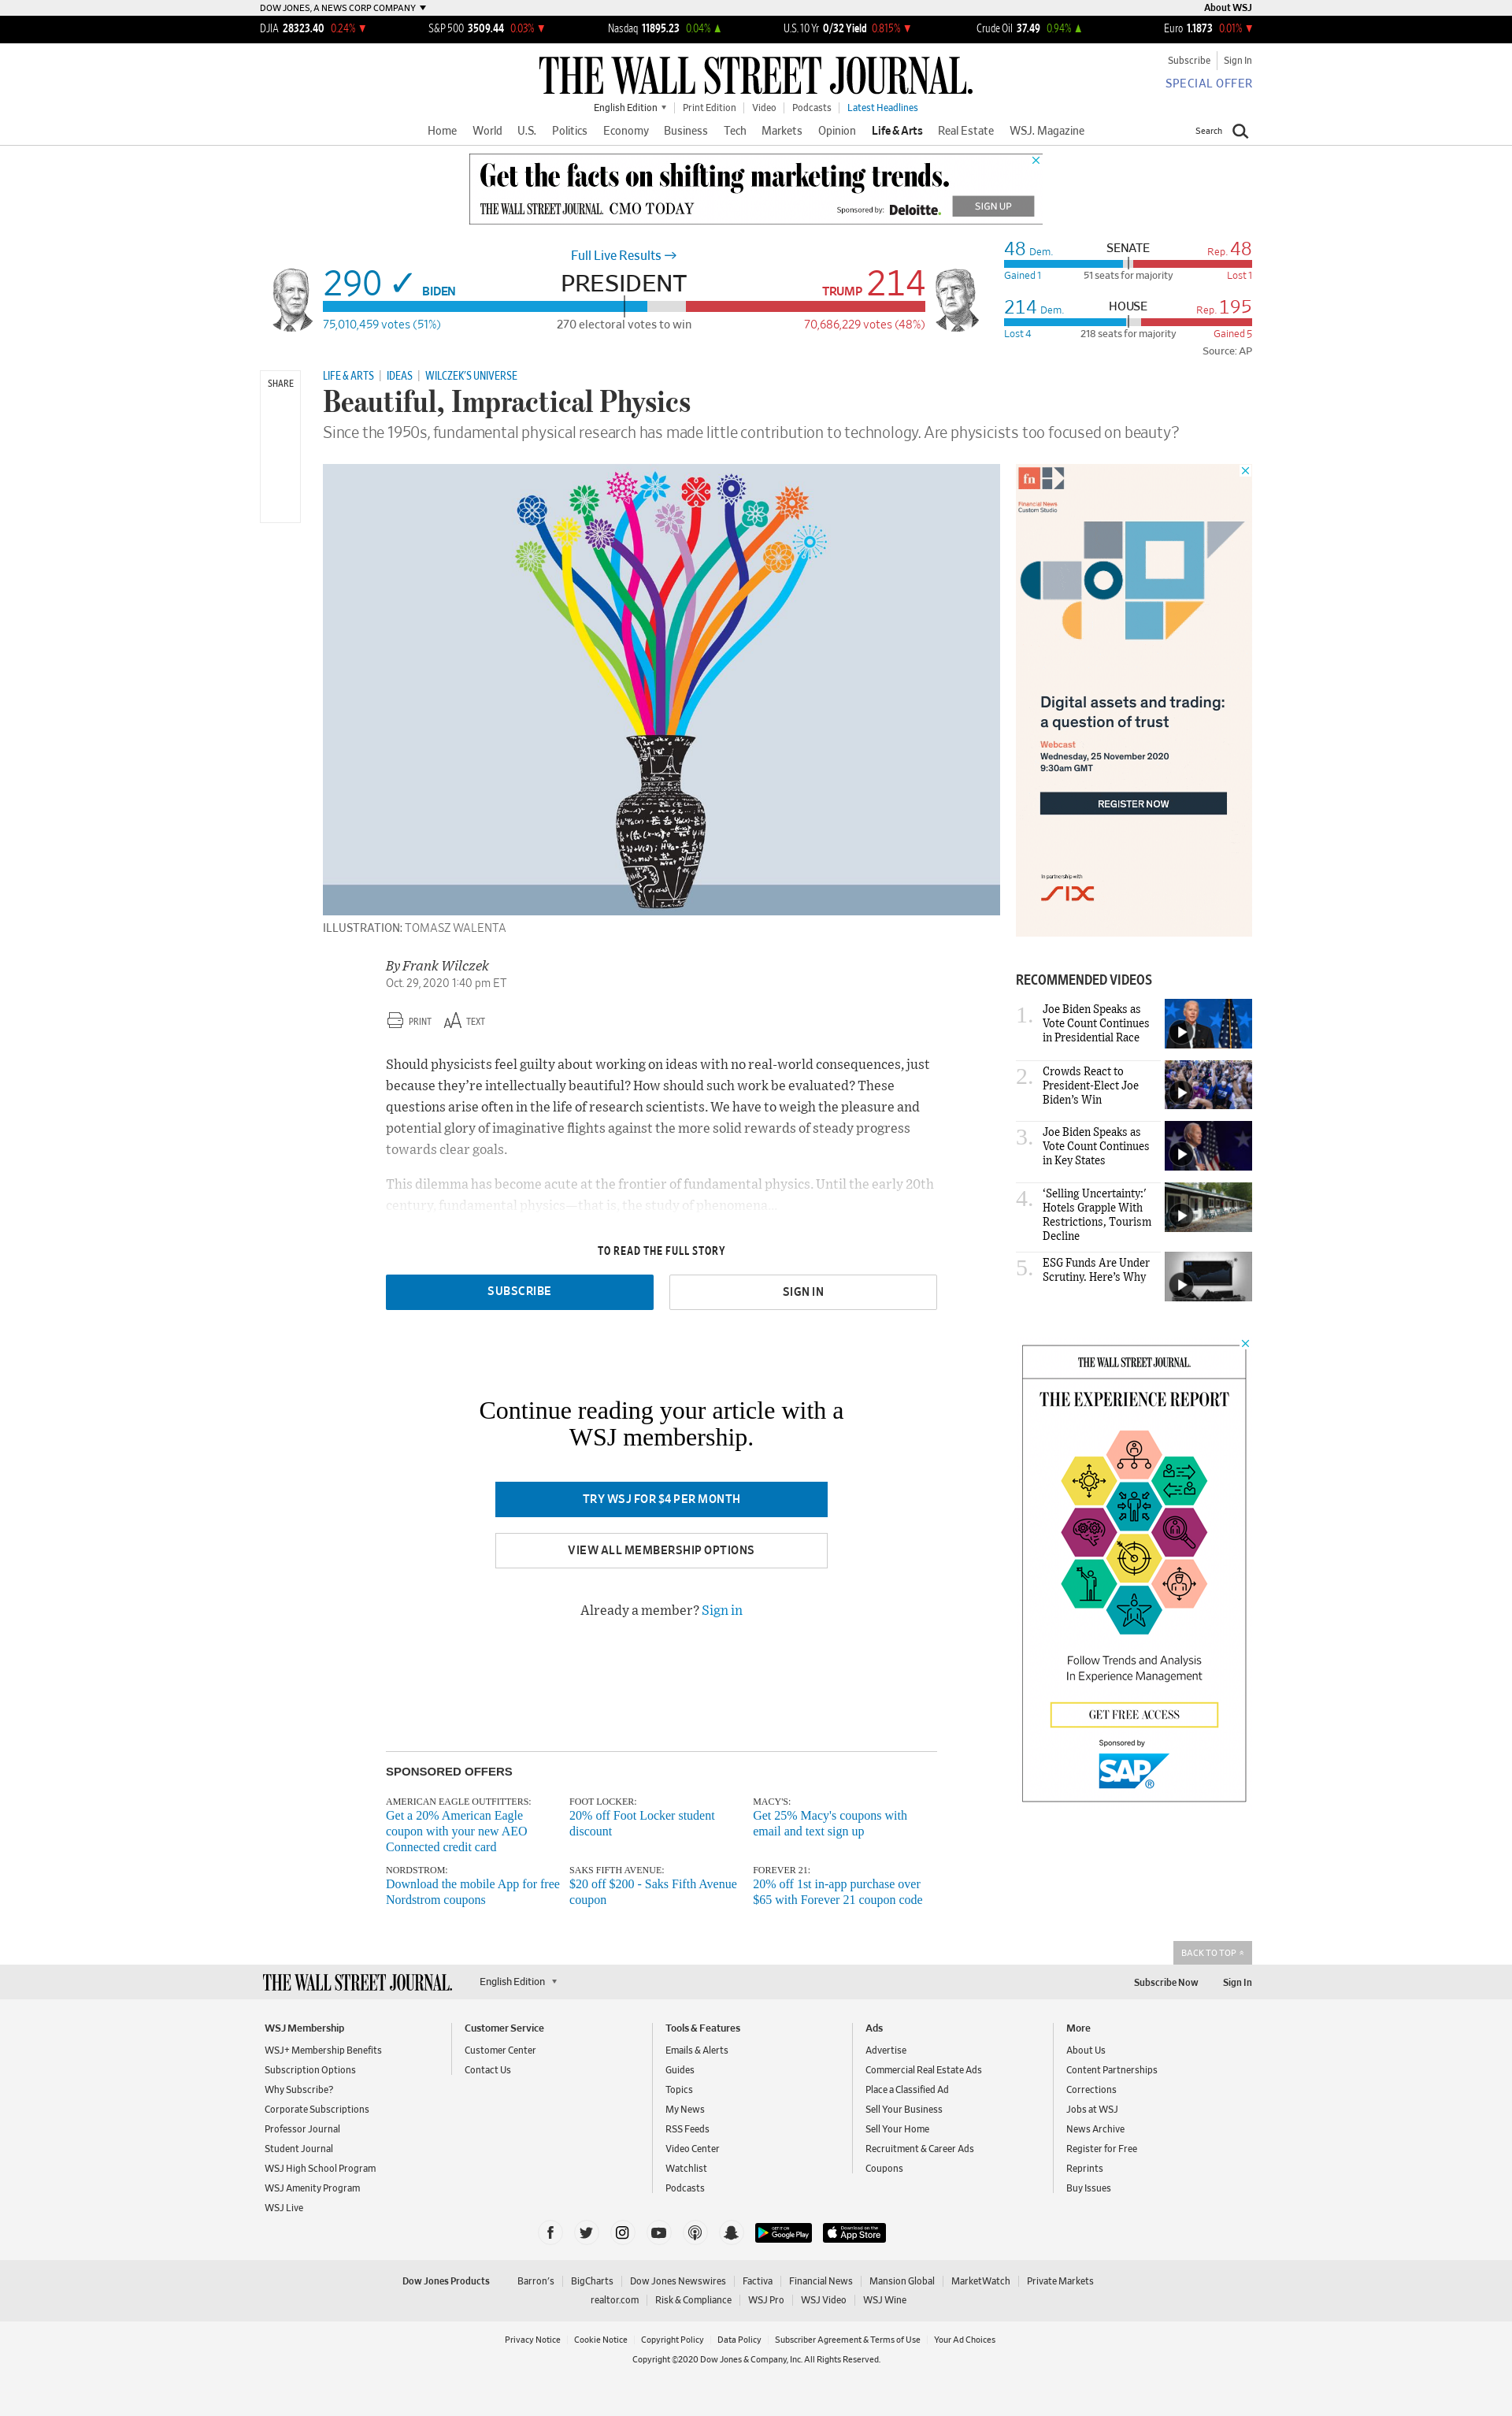 DOW JONES, A NEWS CORP COMPANY
About WSJ
DJIA 28323.40 0.24%
S&P 500 3509.44 0.03%
Nasdaq 11895.23 0.04%
U.S. 10 Yr 0/32 Yield 0.815%
Crude Oil 37.49 0.94%
Euro 1.1873 0.01%
THE WALL STREET JOURNAL.
Subscribe
Sign In
SPECIAL OFFER
English Edition
Print Edition
Video
Podcasts
Latest Headlines
Home World U.S. Politics Economy Business Tech Markets Opinion Life & Arts Real Estate WSJ. Magazine
Search
Get the facts on shifting marketing trends.
THE WALL STREET JOURNAL. CMO TODAY
Sponsored by: Deloitte.
SIGN UP
Full Live Results →
290 ✓ BIDEN
PRESIDENT
TRUMP 214
75,010,459 votes (51%)
270 electoral votes to win
70,686,229 votes (48%)
48 Dem.
SENATE
Rep. 48
Gained 1
51 seats for majority
Lost 1
214 Dem.
HOUSE
Rep. 195
Lost 4
218 seats for majority
Gained 5
Source: AP
SHARE
LIFE & ARTS | IDEAS | WILCZEK'S UNIVERSE
Beautiful, Impractical Physics
Since the 1950s, fundamental physical research has made little contribution to technology. Are physicists too focused on beauty?
ILLUSTRATION: TOMASZ WALENTA
By Frank Wilczek
Oct. 29, 2020 1:40 pm ET
PRINT
TEXT
Should physicists feel guilty about working on ideas with no real-world consequences, just
because they're intellectually beautiful? How should such work be evaluated? These
questions arise often in the life of research scientists. We have to weigh the pleasure and
potential glory of imaginative flights against the more solid rewards of steady progress
towards clear goals.
This dilemma has become acute at the frontier of fundamental physics. Until the early 20th
century, fundamental physics—that is, the study of phenomena...
TO READ THE FULL STORY
SUBSCRIBE
SIGN IN
Continue reading your article with a
WSJ membership.
TRY WSJ FOR $4 PER MONTH
VIEW ALL MEMBERSHIP OPTIONS
Already a member? Sign in
fn
Financial News
Custom Studio
Digital assets and trading:
a question of trust
Webcast
Wednesday, 25 November 2020
9:30am GMT
REGISTER NOW
In partnership with
SIX
RECOMMENDED VIDEOS
1. Joe Biden Speaks as
Vote Count Continues
in Presidential Race
2. Crowds React to
President-Elect Joe
Biden's Win
3. Joe Biden Speaks as
Vote Count Continues
in Key States
4. 'Selling Uncertainty:'
Hotels Grapple With
Restrictions, Tourism
Decline
5. ESG Funds Are Under
Scrutiny. Here's Why
THE WALL STREET JOURNAL.
THE EXPERIENCE REPORT
Follow Trends and Analysis
In Experience Management
GET FREE ACCESS
Sponsored by
SAP®
SPONSORED OFFERS
AMERICAN EAGLE OUTFITTERS:
Get a 20% American Eagle
coupon with your new AEO
Connected credit card
FOOT LOCKER:
20% off Foot Locker student
discount
MACY'S:
Get 25% Macy's coupons with
email and text sign up
NORDSTROM:
Download the mobile App for free
Nordstrom coupons
SAKS FIFTH AVENUE:
$20 off $200 - Saks Fifth Avenue
coupon
FOREVER 21:
20% off 1st in-app purchase over
$65 with Forever 21 coupon code
BACK TO TOP
THE WALL STREET JOURNAL.
English Edition
Subscribe Now
Sign In
WSJ Membership
WSJ+ Membership Benefits
Subscription Options
Why Subscribe?
Corporate Subscriptions
Professor Journal
Student Journal
WSJ High School Program
WSJ Amenity Program
WSJ Live
Customer Service
Customer Center
Contact Us
Tools & Features
Emails & Alerts
Guides
Topics
My News
RSS Feeds
Video Center
Watchlist
Podcasts
Ads
Advertise
Commercial Real Estate Ads
Place a Classified Ad
Sell Your Business
Sell Your Home
Recruitment & Career Ads
Coupons
More
About Us
Content Partnerships
Corrections
Jobs at WSJ
News Archive
Register for Free
Reprints
Buy Issues
GET IT ON
Google Play
Download on the
App Store
Dow Jones Products
Barron's
BigCharts
Dow Jones Newswires
Factiva
Financial News
Mansion Global
MarketWatch
Private Markets
realtor.com
Risk & Compliance
WSJ Pro
WSJ Video
WSJ Wine
Privacy Notice
Cookie Notice
Copyright Policy
Data Policy
Subscriber Agreement & Terms of Use
Your Ad Choices
Copyright ©2020 Dow Jones & Company, Inc. All Rights Reserved.